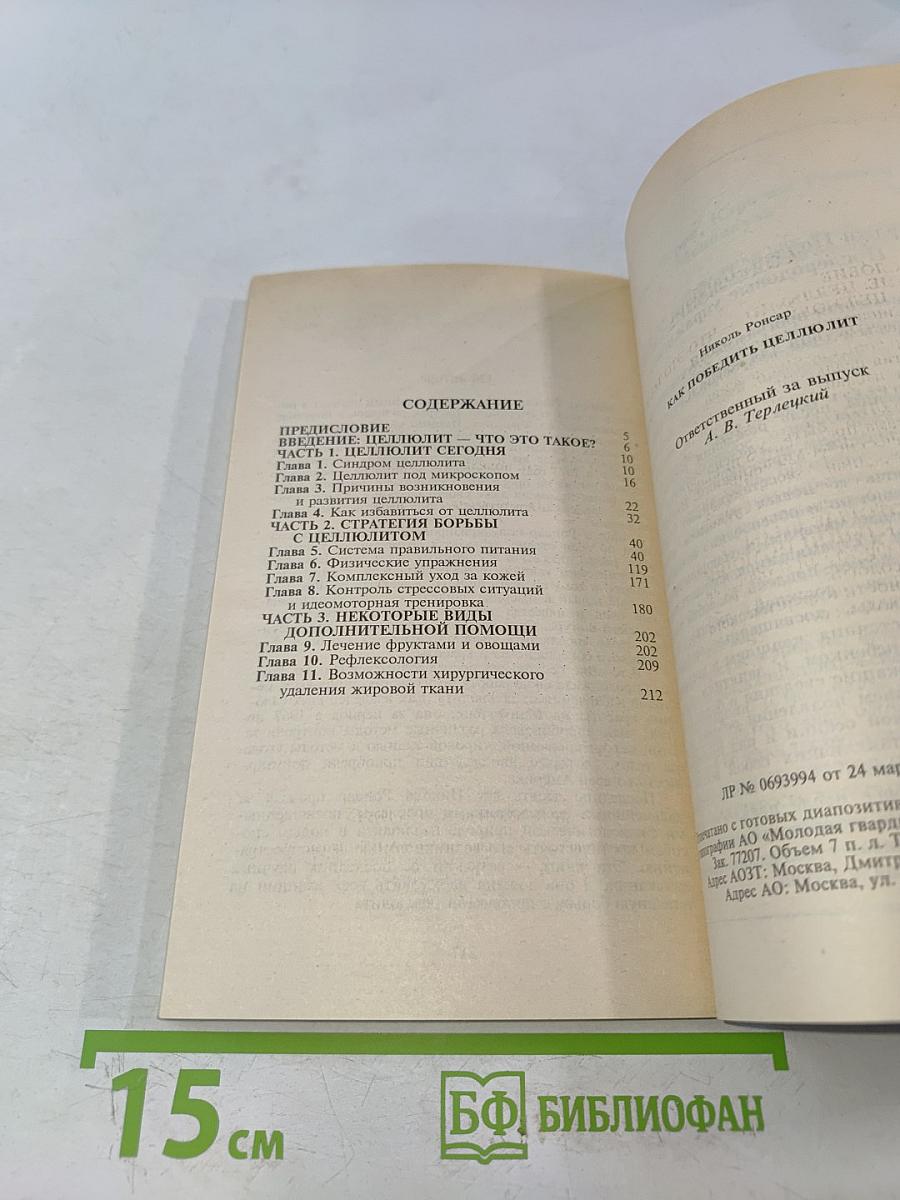 СОДЕРЖАНИЕ
ПРЕДИСЛОВИЕ 5
ВВЕДЕНИЕ: ЦЕЛЛЮЛИТ — ЧТО ЭТО ТАКОЕ? 6
ЧАСТЬ 1. ЦЕЛЛЮЛИТ СЕГОДНЯ 10
Глава 1. Синдром целлюлита 10
Глава 2. Целлюлит под микроскопом 16
Глава 3. Причины возникновения
и развития целлюлита 22
Глава 4. Как избавиться от целлюлита 32
ЧАСТЬ 2. СТРАТЕГИЯ БОРЬБЫ
С ЦЕЛЛЮЛИТОМ 40
Глава 5. Система правильного питания 40
Глава 6. Физические упражнения 119
Глава 7. Комплексный уход за кожей 171
Глава 8. Контроль стрессовых ситуаций
и идеомоторная тренировка 180
ЧАСТЬ 3. НЕКОТОРЫЕ ВИДЫ
ДОПОЛНИТЕЛЬНОЙ ПОМОЩИ 202
Глава 9. Лечение фруктами и овощами 202
Глава 10. Рефлексология 209
Глава 11. Возможности хирургического
удаления жировой ткани 212
Николь Ронсар
КАК ПОБЕДИТЬ ЦЕЛЛЮЛИТ
Ответственный за выпуск
А. В. Терлецкий
ЛР № 0693994 от 24 мар
печатано с готовых диапозитив
ипографии АО «Молодая гвард
Зак. 77207. Объем 7 п. л. Т
Адрес АОЗТ: Москва, Дмитр
Адрес АО: Москва, ул.
15 см
БФ БИБЛИОФАН